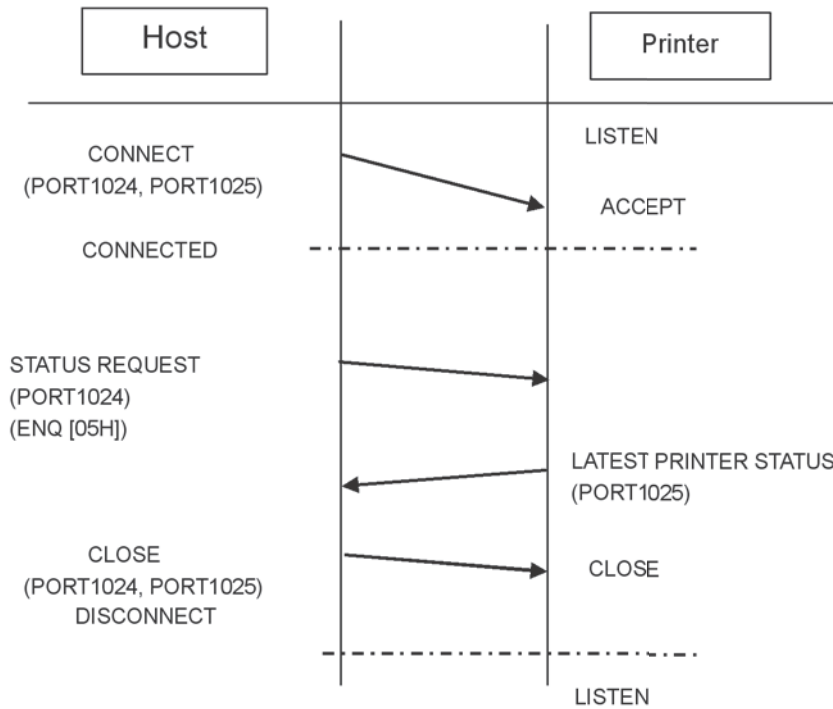 Host
Printer
LISTEN
CONNECT
(PORT1024, PORT1025)
ACCEPT
CONNECTED
STATUS REQUEST
(PORT1024)
(ENQ [05H])
LATEST PRINTER STATUS
(PORT1025)
CLOSE
(PORT1024, PORT1025)
CLOSE
DISCONNECT
LISTEN